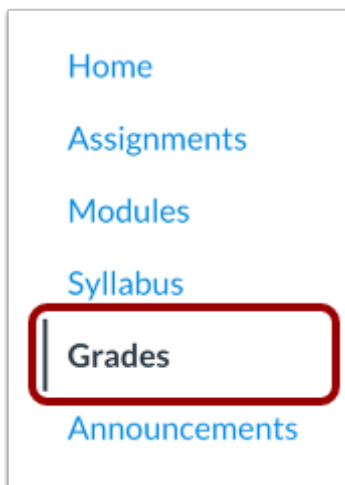 Home
Assignments
Modules
Syllabus
Grades
Announcements